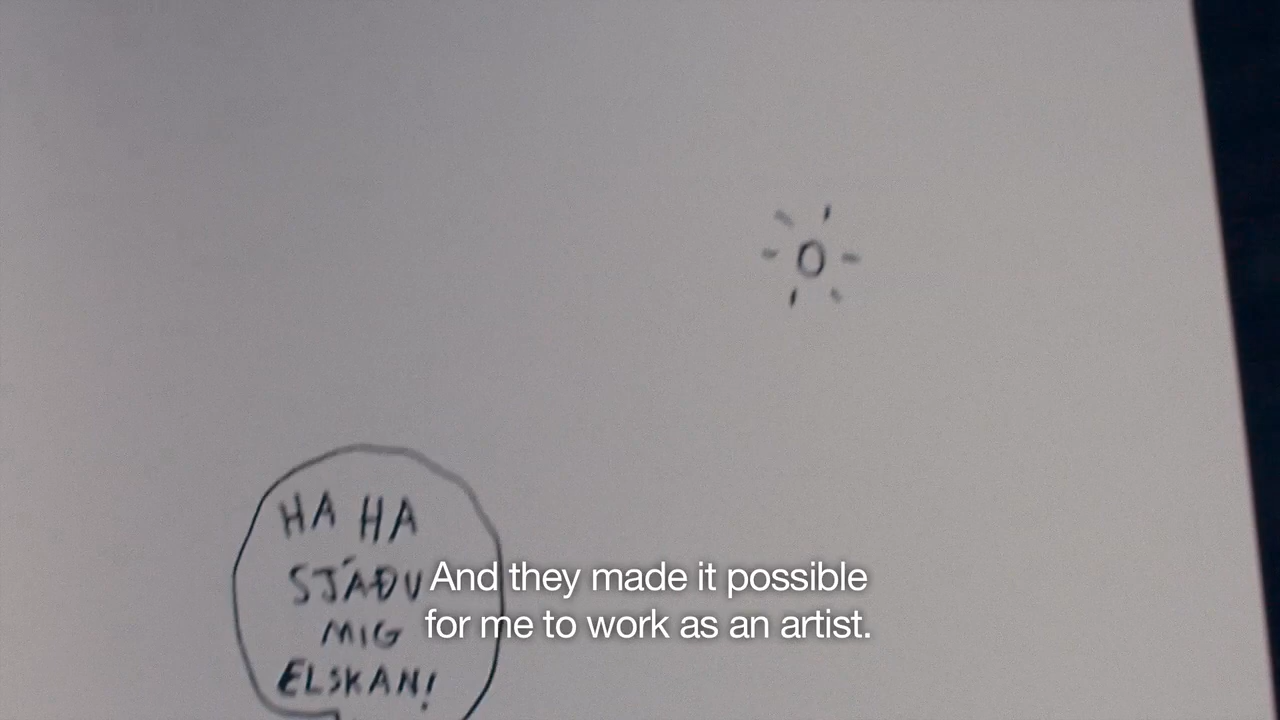 HA HA
SJÁÐU
MIG
ELSKAN!
And they made it possible
for me to work as an artist.